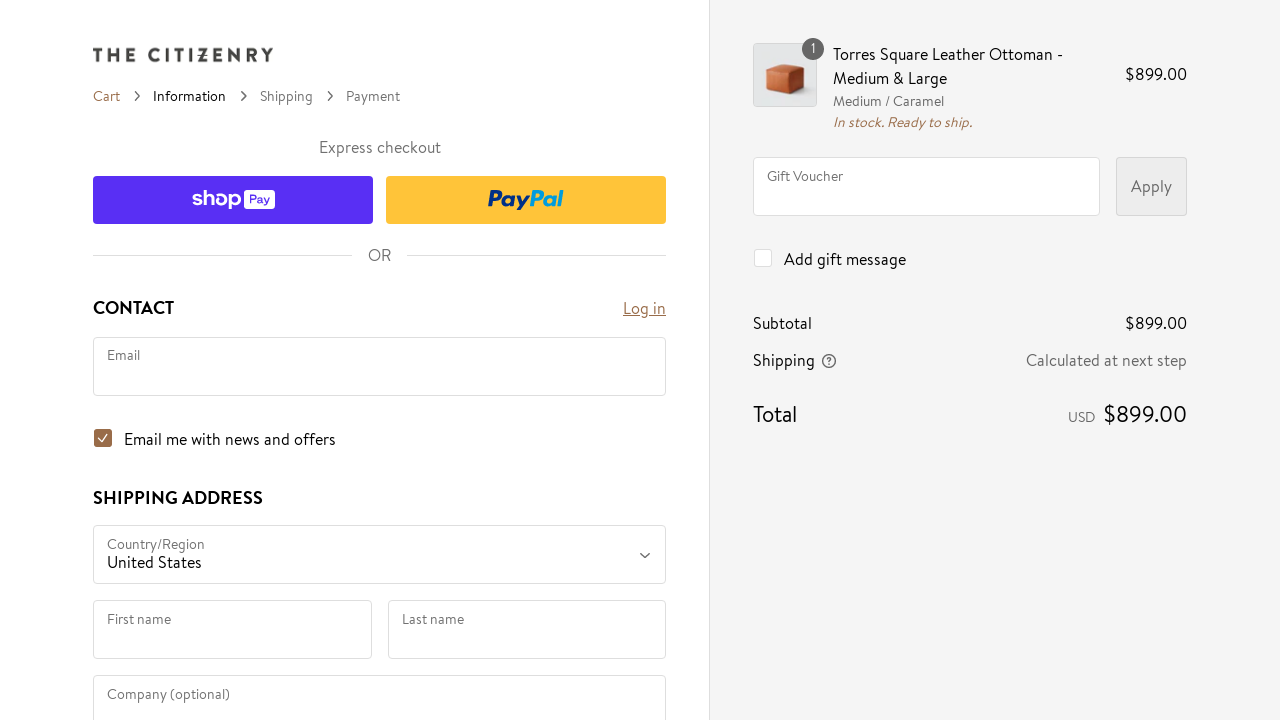 THE CITIZENRY
Cart
Information
Shipping
Payment
Express checkout
shop Pay
PayPal
OR
CONTACT
Log in
Email
Email me with news and offers
SHIPPING ADDRESS
Country/Region
United States
First name
Last name
Company (optional)
1
Torres Square Leather Ottoman -
Medium & Large
$899.00
Medium / Caramel
In stock. Ready to ship.
Gift Voucher
Apply
Add gift message
Subtotal
$899.00
Shipping
Calculated at next step
Total
USD $899.00